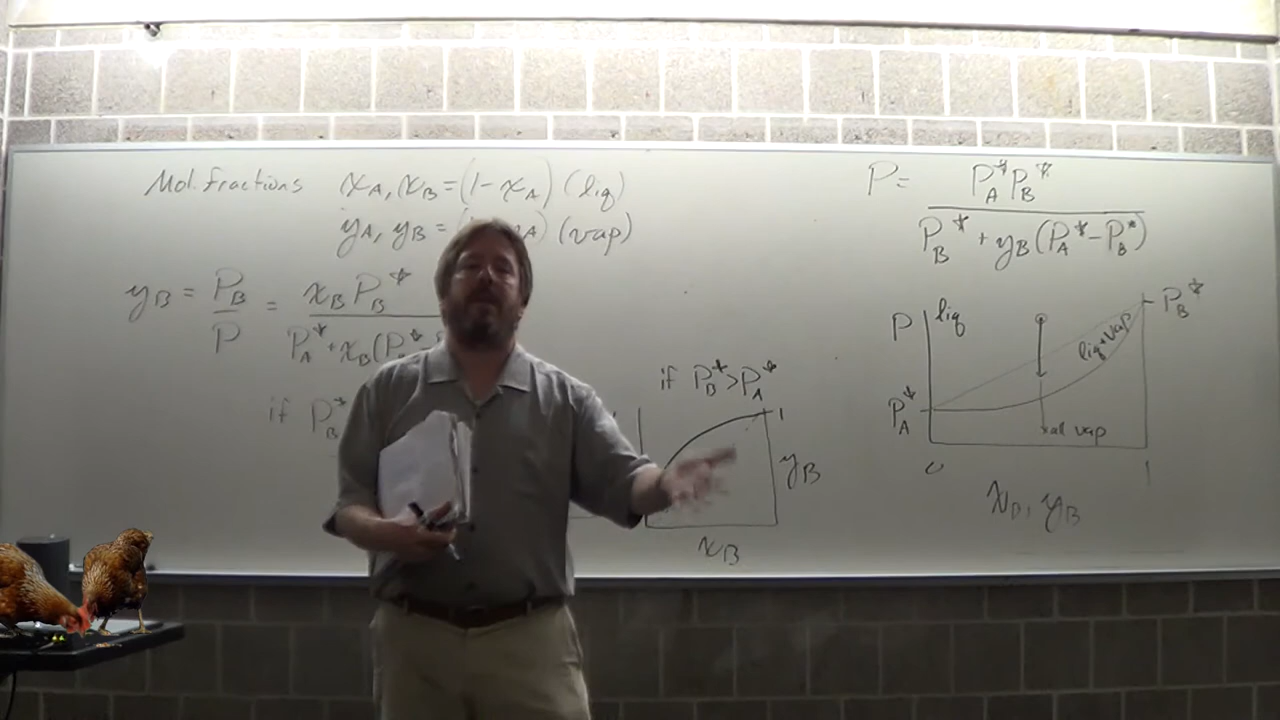 Mol. fractions x_A, x_B = (1 - x_A) (liq)
y_A, y_B = ( A) (vap)
y_B = P_B / P = x_B P_B* / P_A* + x_B (P
if P_B*
if P_B* > P_A*
1
y_B
x_B
P = P_A* P_B* / P_B* + y_B (P_A* - P_B*)
P liq P_B*
liq+vap
P_A*
all vap
0 1
y_B